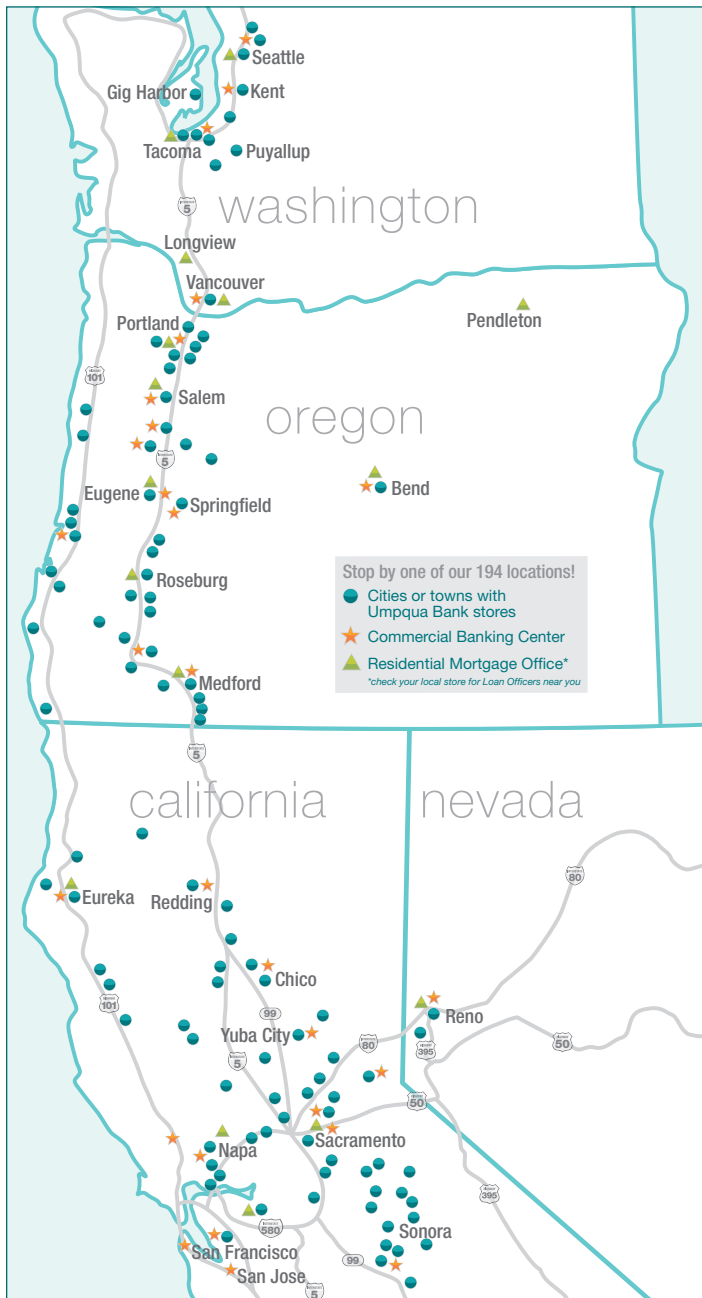 Seattle
Gig Harbor
Kent
Tacoma
Puyallup
5
washington
Longview
Vancouver
Pendleton
Portland
101
Salem
oregon
5
Eugene
Springfield
Bend
Stop by one of our 194 locations!
Cities or towns with
Umpqua Bank stores
Commercial Banking Center
Residential Mortgage Office*
*check your local store for Loan Officers near you
Roseburg
Medford
5
california
nevada
80
Eureka
Redding
Chico
101
99
Reno
Yuba City
80
395
50
5
50
Sacramento
Napa
395
580
Sonora
San Francisco
99
San Jose
5